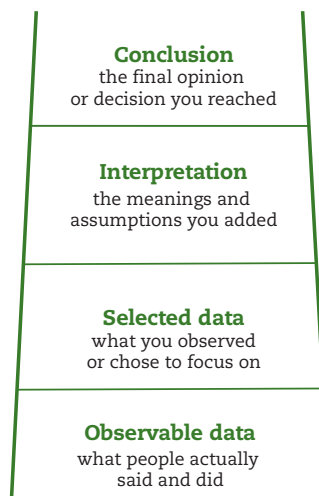 Conclusion
the final opinion
or decision you reached
Interpretation
the meanings and
assumptions you added
Selected data
what you observed
or chose to focus on
Observable data
what people actually
said and did